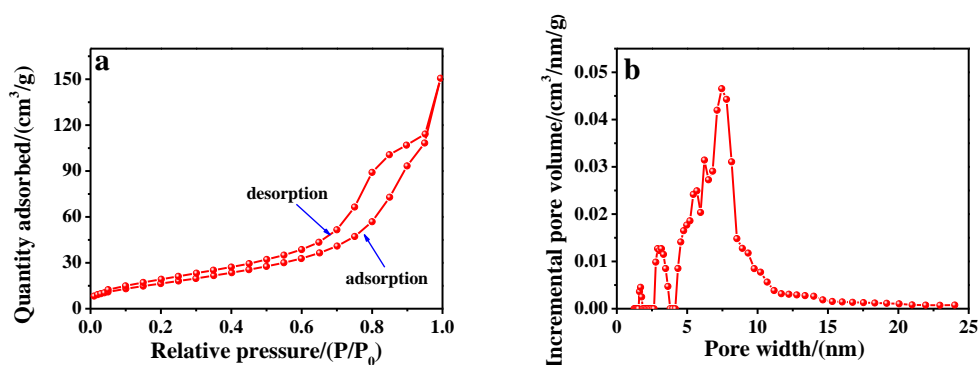 a
Quantity adsorbed/(cm³/g)
150
120
90
60
30
0
desorption
adsorption
0.0 0.2 0.4 0.6 0.8 1.0
Relative pressure/(P/P₀)
b
Incremental pore volume/(cm³/nm/g)
0.05
0.04
0.03
0.02
0.01
0.00
0 5 10 15 20 25
Pore width/(nm)